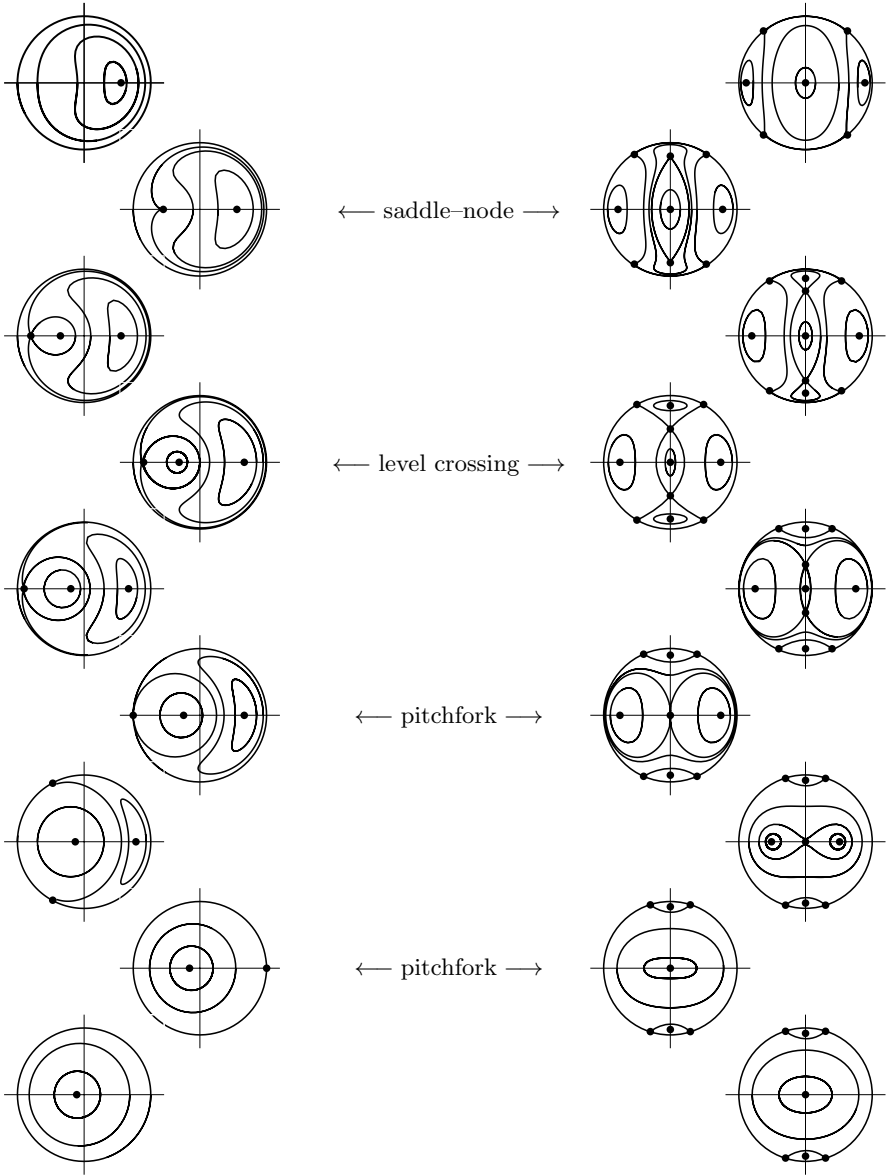 ⟵ saddle–node ⟶
⟵ level crossing ⟶
⟵ pitchfork ⟶
⟵ pitchfork ⟶